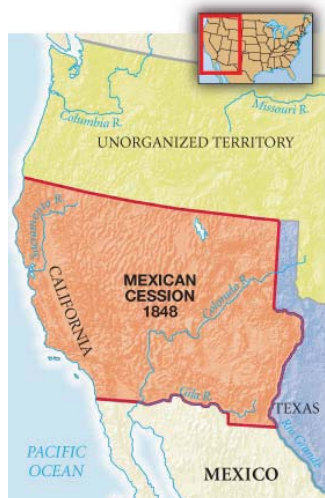 Missouri R.
Columbia R.
UNORGANIZED TERRITORY
Sacramento R.
CALIFORNIA
MEXICAN
CESSION
1848
Colorado R.
Gila R.
TEXAS
Rio Grande
PACIFIC
OCEAN
MEXICO